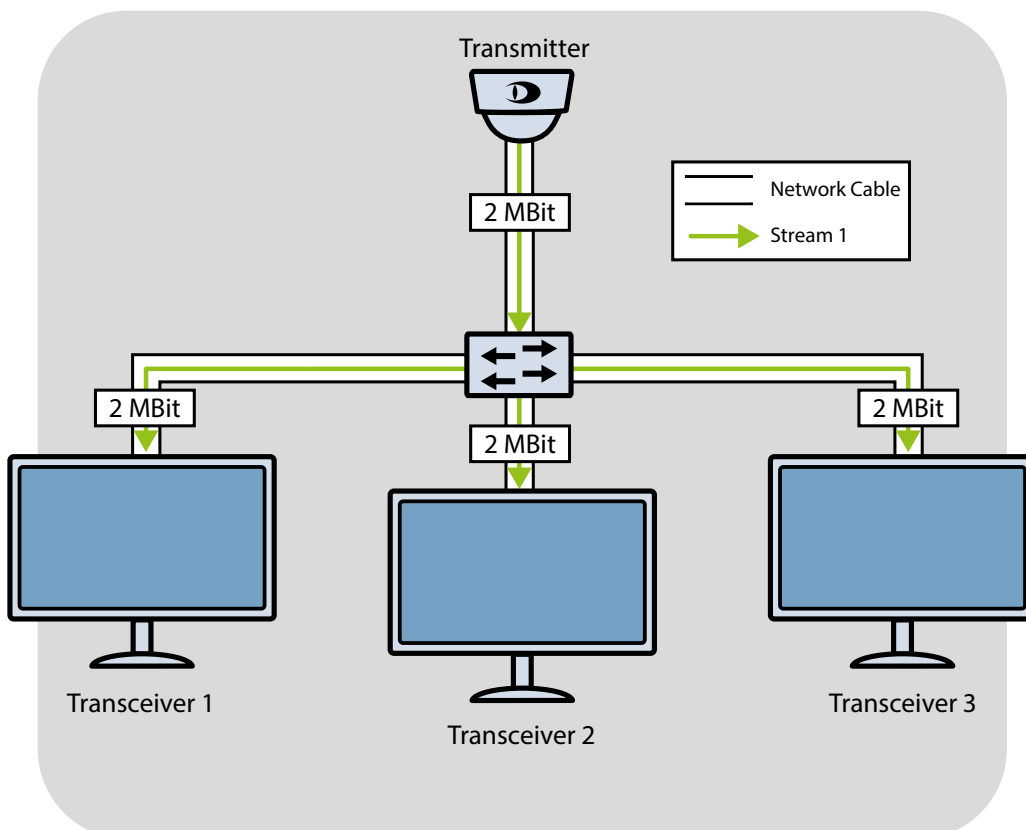 Transmitter
2 MBit
Network Cable
Stream 1
2 MBit
2 MBit
2 MBit
Transceiver 1
Transceiver 2
Transceiver 3